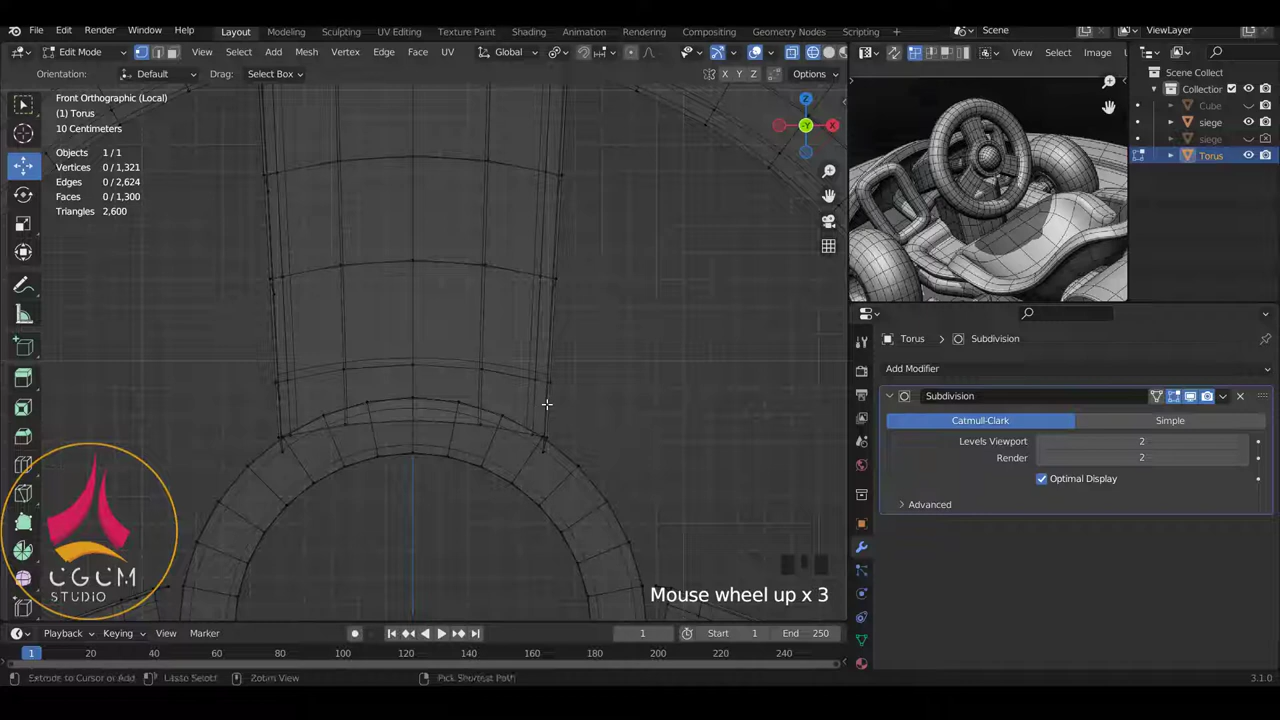 File Edit Render Window Help Layout Modeling Sculpting UV Editing Texture Paint Shading Animation Rendering Compositing Geometry Nodes Scripting + Scene ViewLayer
Edit Mode View Select Add Mesh Vertex Edge Face UV Global View Select Image
Orientation: Default Drag: Select Box X Y Z Options
Scene Collect
Collection
Cube
siege
siege
Torus
Front Orthographic (Local)
(1) Torus
10 Centimeters
Objects 1 / 1
Vertices 0 / 1,321
Edges 0 / 2,624
Faces 0 / 1,300
Triangles 2,600
Z
-Y
X
Torus > Subdivision
Add Modifier
Subdivision
Catmull-Clark Simple
Levels Viewport 2
Render 2
Optimal Display
Advanced
CGCM
STUDIO
Mouse wheel up x 3
Playback Keying View Marker 1 Start 1 End 250
1 20 40 60 80 100 120 140 160 180 200 220 240
Extrude to Cursor or Add Lasso Select Zoom View Pick Shortest Path 3.1.0